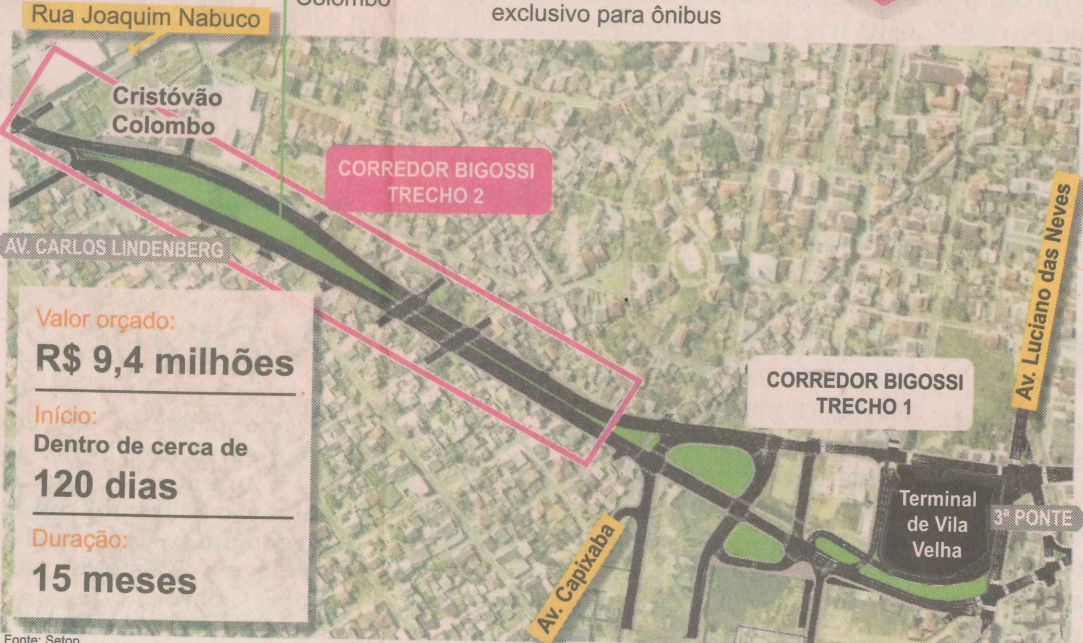 Colombo
exclusivo para ônibus
Rua Joaquim Nabuco
Cristóvão
Colombo
CORREDOR BIGOSSI
TRECHO 2
AV. CARLOS LINDENBERG
Av. Luciano das Neves
Valor orçado:
R$ 9,4 milhões
Início:
Dentro de cerca de
120 dias
Duração:
15 meses
CORREDOR BIGOSSI
TRECHO 1
Terminal
de Vila
Velha
3ª PONTE
Av. Capixaba
Fonte: Setop